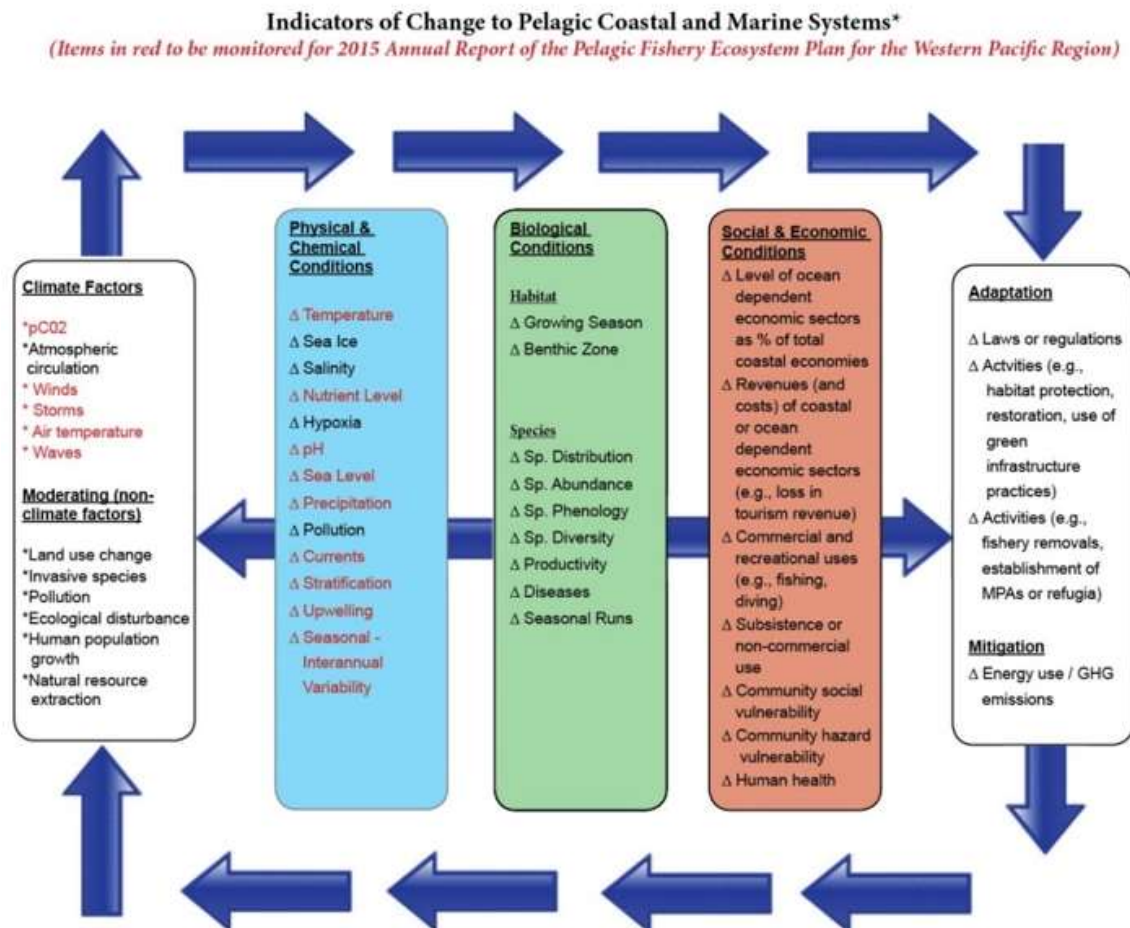 Indicators of Change to Pelagic Coastal and Marine Systems*
(Items in red to be monitored for 2015 Annual Report of the Pelagic Fishery Ecosystem Plan for the Western Pacific Region)
Climate Factors
*pC02
*Atmospheric
circulation
* Winds
* Storms
* Air temperature
* Waves
Moderating (non-
climate factors)
*Land use change
*Invasive species
*Pollution
*Ecological disturbance
*Human population
growth
*Natural resource
extraction
Physical &
Chemical
Conditions
Δ Temperature
Δ Sea Ice
Δ Salinity
Δ Nutrient Level
Δ Hypoxia
Δ pH
Δ Sea Level
Δ Precipitation
Δ Pollution
Δ Currents
Δ Stratification
Δ Upwelling
Δ Seasonal -
Interannual
Variability
Biological
Conditions
Habitat
Δ Growing Season
Δ Benthic Zone
Species
Δ Sp. Distribution
Δ Sp. Abundance
Δ Sp. Phenology
Δ Sp. Diversity
Δ Productivity
Δ Diseases
Δ Seasonal Runs
Social & Economic
Conditions
Δ Level of ocean
dependent
economic sectors
as % of total
coastal economies
Δ Revenues (and
costs) of coastal
or ocean
dependent
economic sectors
(e.g., loss in
tourism revenue)
Δ Commercial and
recreational uses
(e.g., fishing,
diving)
Δ Subsistence or
non-commercial
use
Δ Community social
vulnerability
Δ Community hazard
vulnerability
Δ Human health
Adaptation
Δ Laws or regulations
Δ Actvities (e.g.,
habitat protection,
restoration, use of
green
infrastructure
practices)
Δ Activities (e.g.,
fishery removals,
establishment of
MPAs or refugia)
Mitigation
Δ Energy use / GHG
emissions